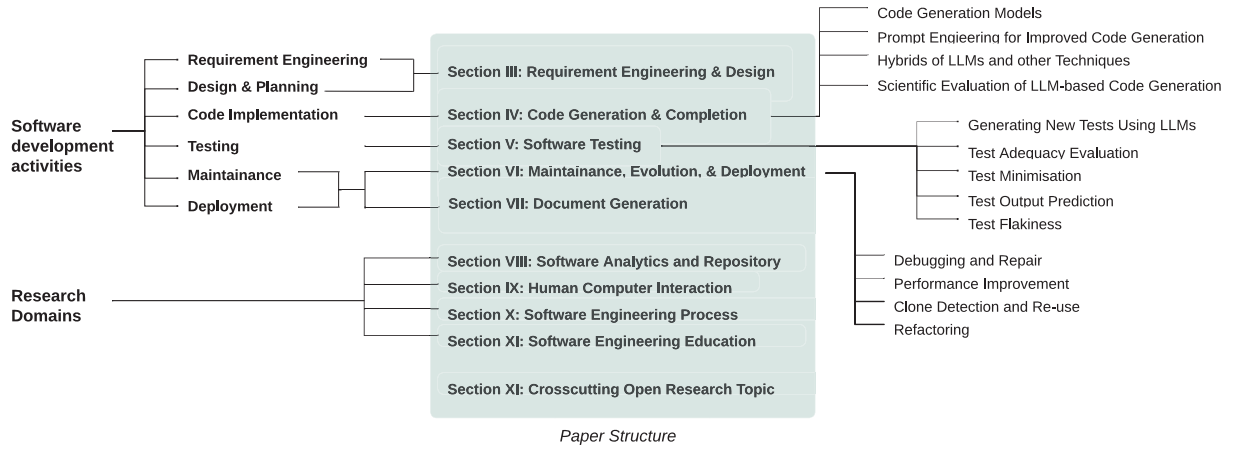 Software
development
activities
Requirement Engineering
Design & Planning
Code Implementation
Testing
Maintainance
Deployment
Research
Domains
Section III: Requirement Engineering & Design
Section IV: Code Generation & Completion
Section V: Software Testing
Section VI: Maintainance, Evolution, & Deployment
Section VII: Document Generation
Section VIII: Software Analytics and Repository
Section IX: Human Computer Interaction
Section X: Software Engineering Process
Section XI: Software Engineering Education
Section XI: Crosscutting Open Research Topic
Code Generation Models
Prompt Engieering for Improved Code Generation
Hybrids of LLMs and other Techniques
Scientific Evaluation of LLM-based Code Generation
Generating New Tests Using LLMs
Test Adequacy Evaluation
Test Minimisation
Test Output Prediction
Test Flakiness
Debugging and Repair
Performance Improvement
Clone Detection and Re-use
Refactoring
Paper Structure